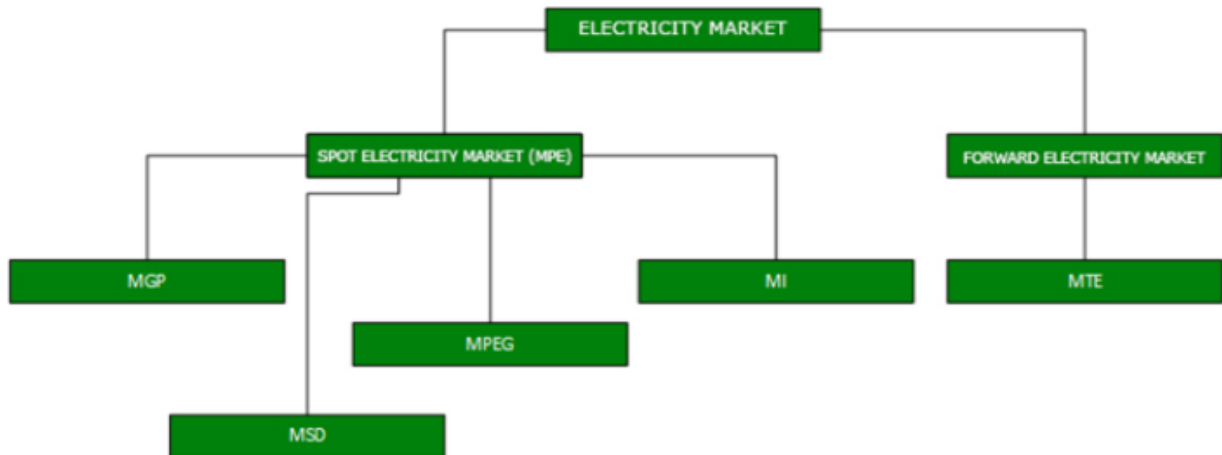 ELECTRICITY MARKET
SPOT ELECTRICITY MARKET (MPE)
FORWARD ELECTRICITY MARKET
MGP
MI
MTE
MPEG
MSD